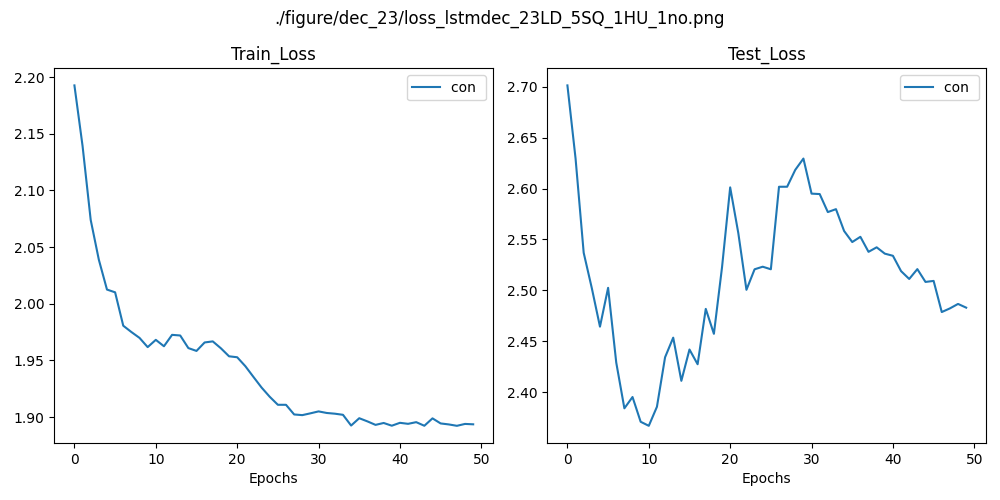 ./figure/dec_23/loss_lstmdec_23LD_5SQ_1HU_1no.png
Train_Loss
con
2.20
2.15
2.10
2.05
2.00
1.95
1.90
0 10 20 30 40 50
Epochs
Test_Loss
con
2.70
2.65
2.60
2.55
2.50
2.45
2.40
0 10 20 30 40 50
Epochs